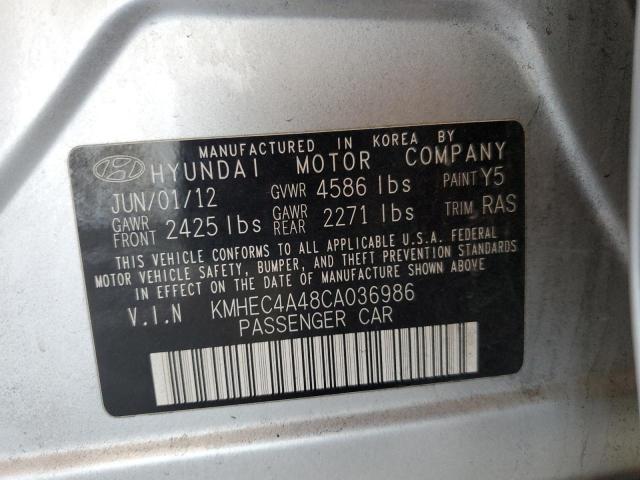 MANUFACTURED IN KOREA BY
HYUNDAI MOTOR COMPANY
JUN/01/12 GVWR 4586 lbs PAINT Y5
GAWR FRONT 2425 lbs GAWR REAR 2271 lbs TRIM RAS
THIS VEHICLE CONFORMS TO ALL APPLICABLE U.S.A. FEDERAL
MOTOR VEHICLE SAFETY, BUMPER, AND THEFT PREVENTION STANDARDS
IN EFFECT ON THE DATE OF MANUFACTURE SHOWN ABOVE.
V.I.N KMHEC4A48CA036986
PASSENGER CAR